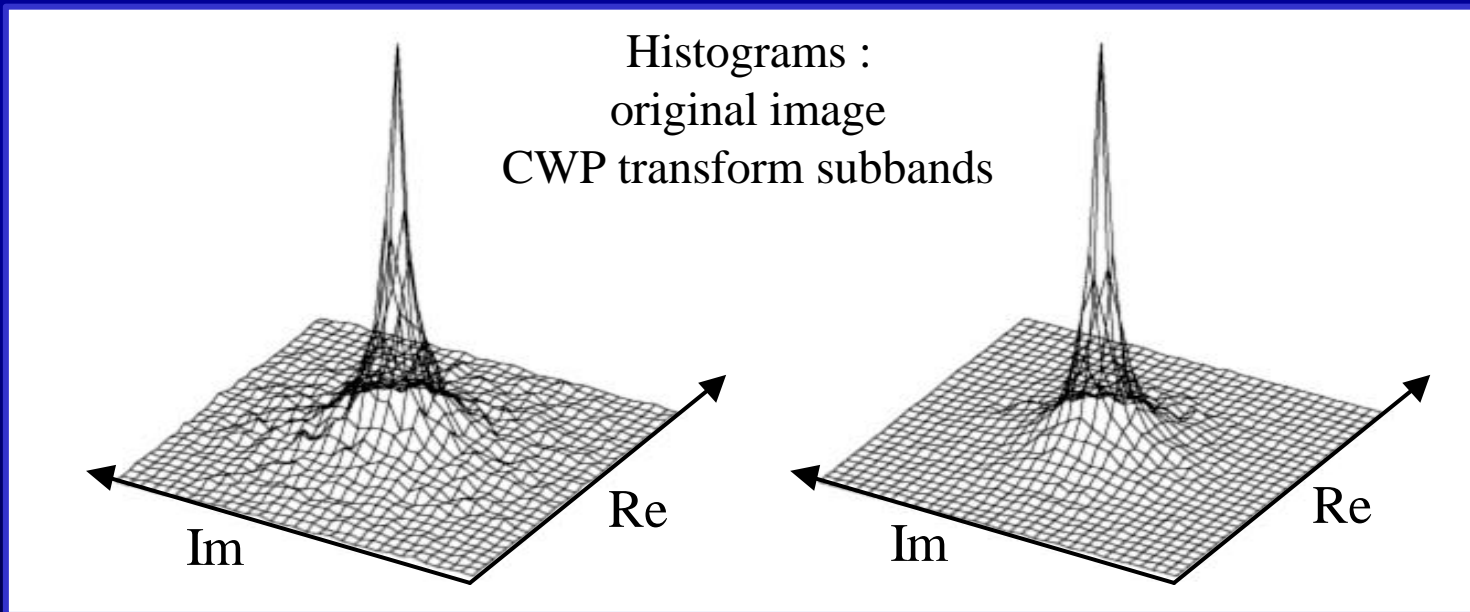 Histograms :
original image
CWP transform subbands
Re
Im
Re
Im